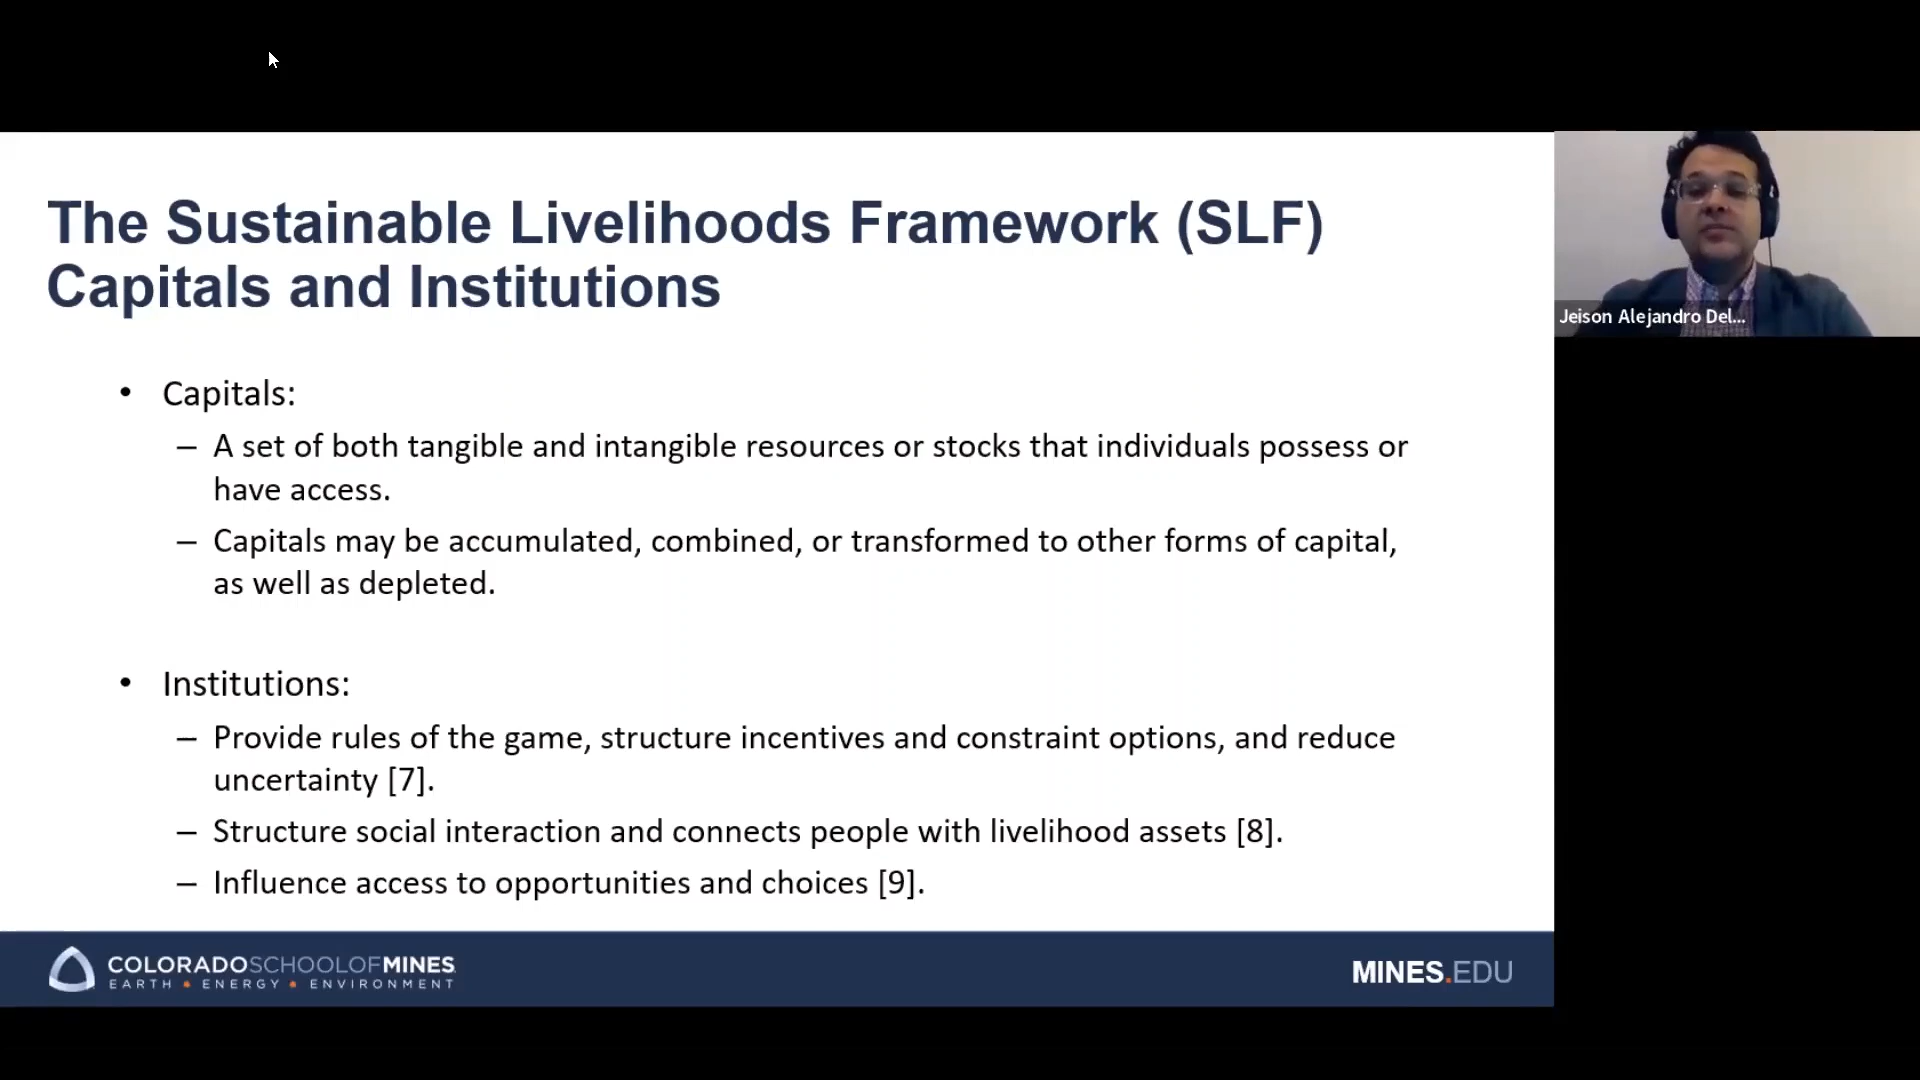 The Sustainable Livelihoods Framework (SLF)
Capitals and Institutions
• Capitals:
– A set of both tangible and intangible resources or stocks that individuals possess or
have access.
– Capitals may be accumulated, combined, or transformed to other forms of capital,
as well as depleted.
• Institutions:
– Provide rules of the game, structure incentives and constraint options, and reduce
uncertainty [7].
– Structure social interaction and connects people with livelihood assets [8].
– Influence access to opportunities and choices [9].
COLORADOSCHOOLOFMINES
EARTH • ENERGY • ENVIRONMENT
MINES.EDU
Jeison Alejandro Del...